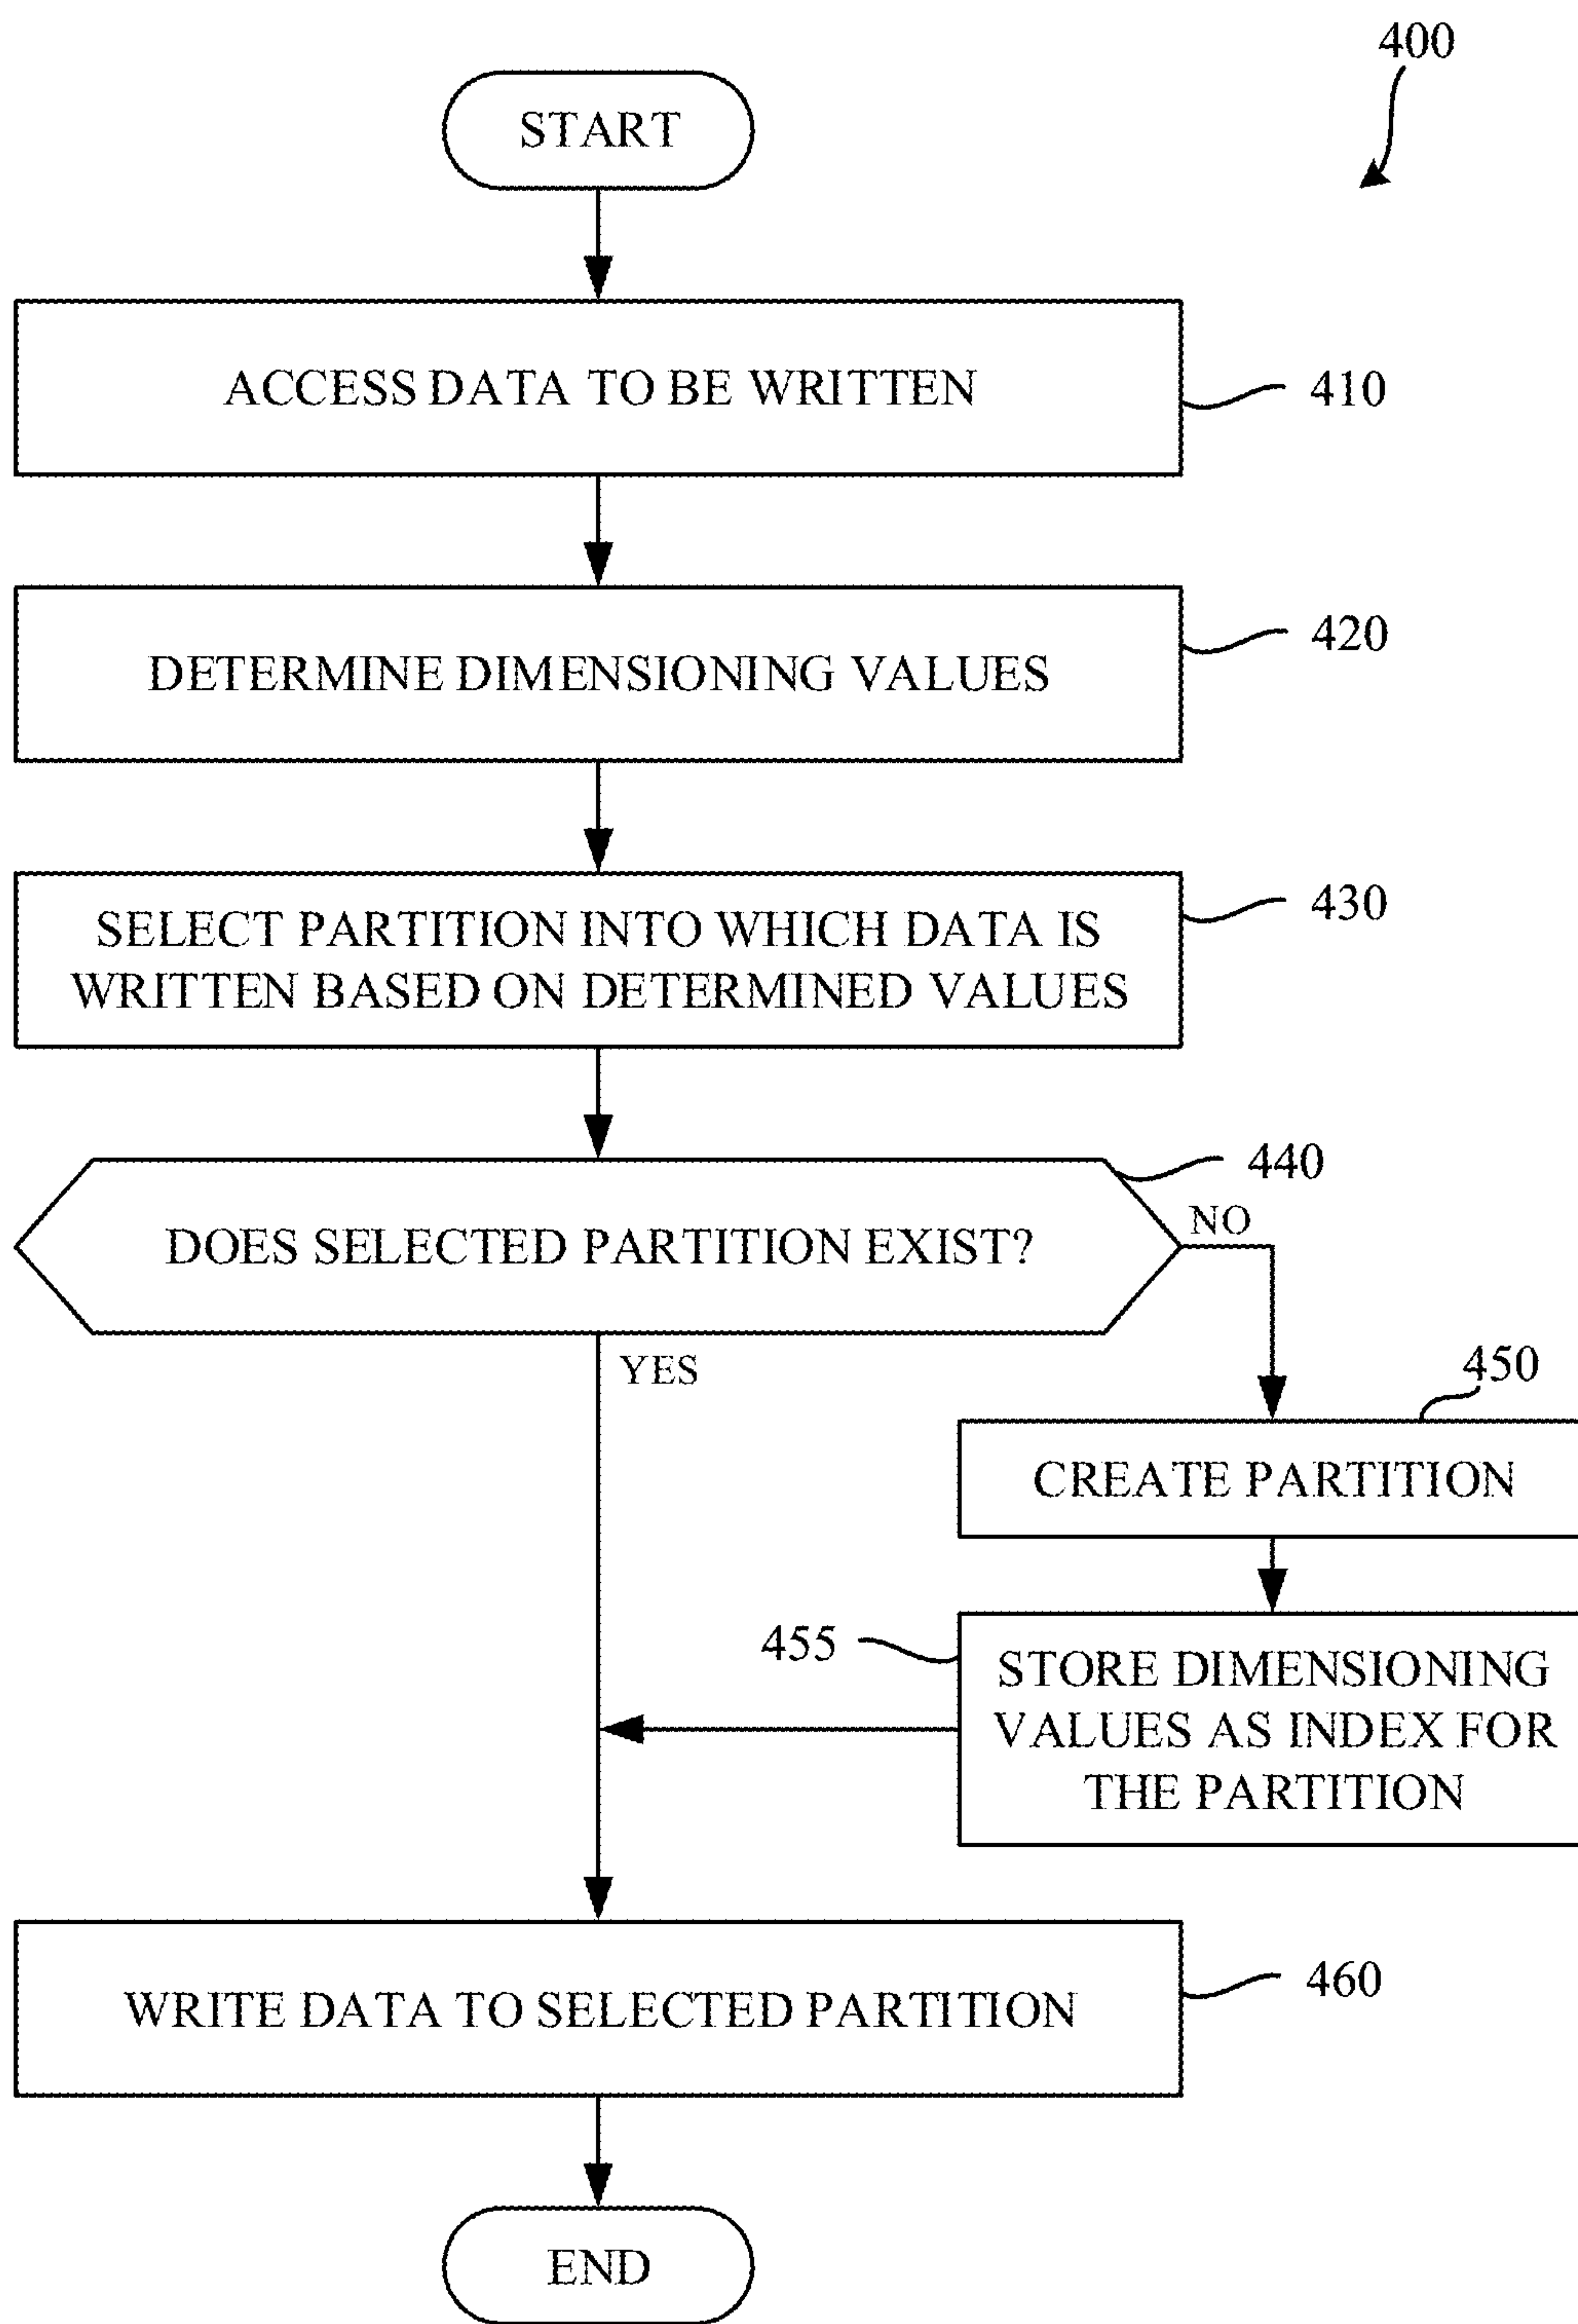 400
START
ACCESS DATA TO BE WRITTEN
410
DETERMINE DIMENSIONING VALUES
420
SELECT PARTITION INTO WHICH DATA IS
WRITTEN BASED ON DETERMINED VALUES
430
DOES SELECTED PARTITION EXIST?
440
NO
YES
450
CREATE PARTITION
455
STORE DIMENSIONING
VALUES AS INDEX FOR
THE PARTITION
WRITE DATA TO SELECTED PARTITION
460
END